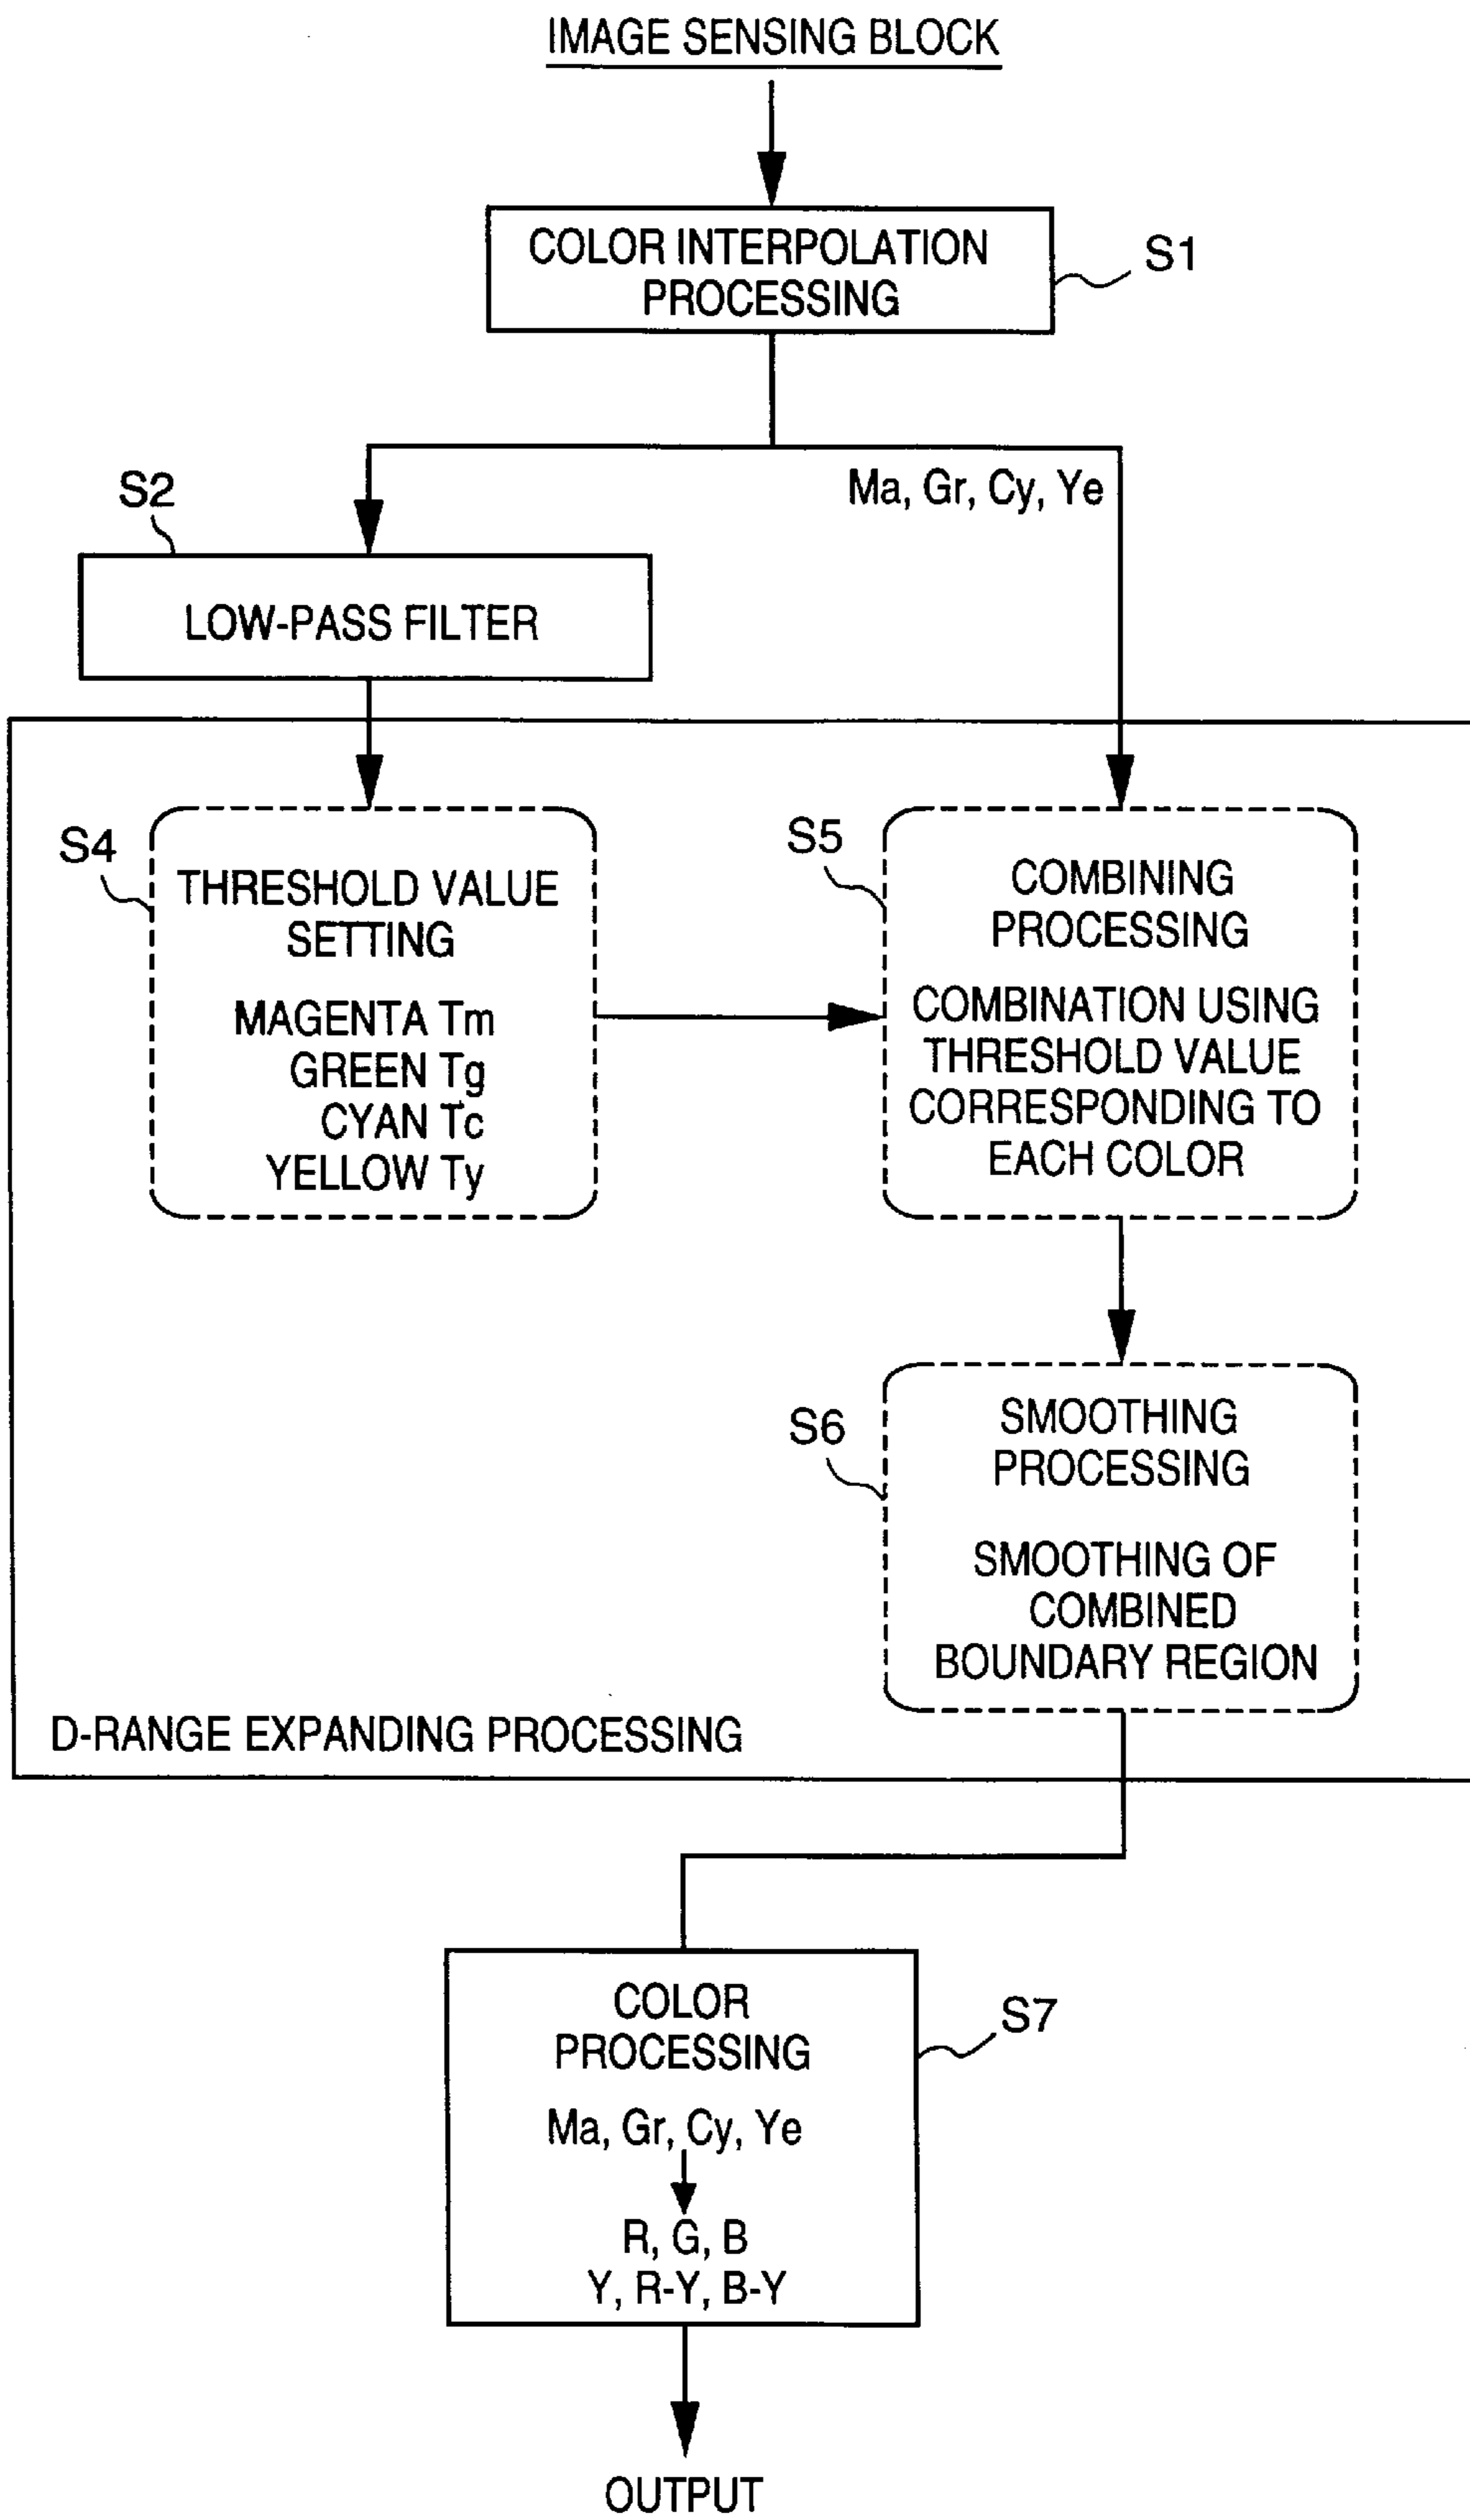 IMAGE SENSING BLOCK
COLOR INTERPOLATION
PROCESSING
S1
Ma, Gr, Cy, Ye
S2
LOW-PASS FILTER
S4
THRESHOLD VALUE
SETTING
MAGENTA Tm
GREEN Tg
CYAN Tc
YELLOW Ty
S5
COMBINING
PROCESSING
COMBINATION USING
THRESHOLD VALUE
CORRESPONDING TO
EACH COLOR
S6
SMOOTHING
PROCESSING
SMOOTHING OF
COMBINED
BOUNDARY REGION
D-RANGE EXPANDING PROCESSING
COLOR
PROCESSING
S7
Ma, Gr, Cy, Ye
R, G, B
Y, R-Y, B-Y
OUTPUT